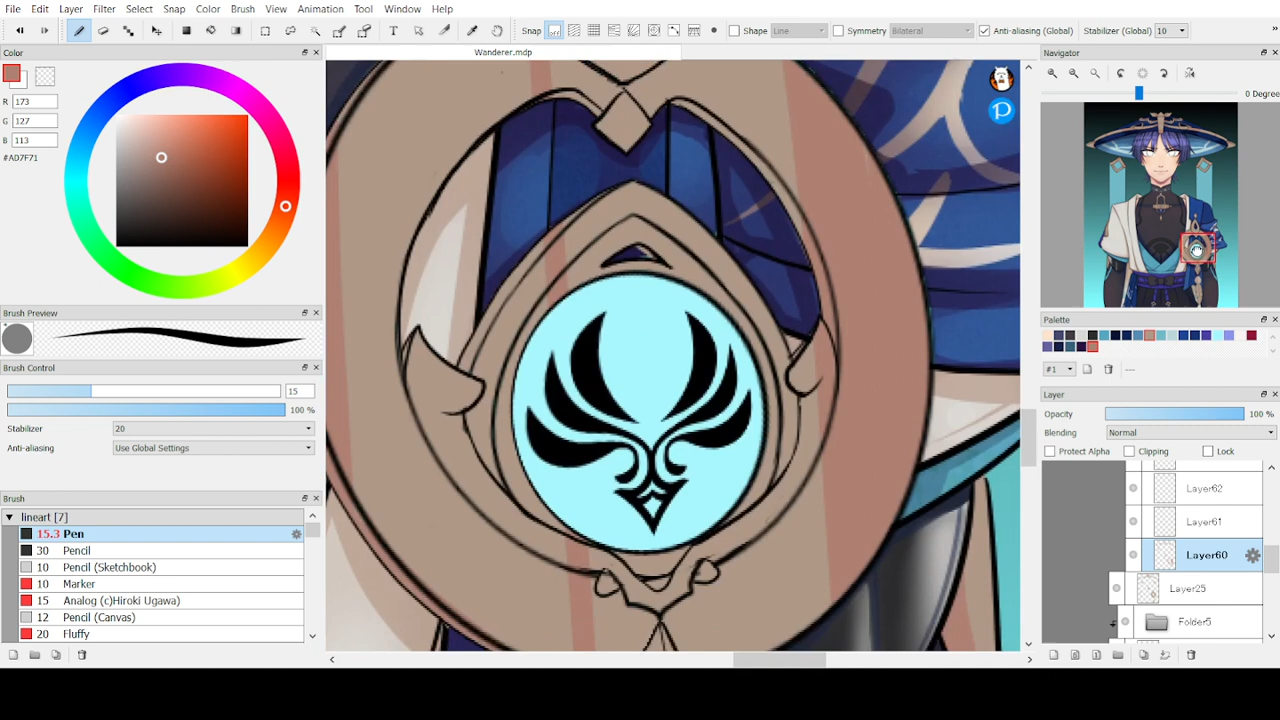 File Edit Layer Filter Select Snap Color Brush View Animation Tool Window Help
Snap Shape Line Symmetry Bilateral Anti-aliasing (Global) Stabilizer (Global) 10
Color
Wanderer.mdp
Navigator
R 173
G 127
B 113
#AD7F71
0 Degree
Brush Preview
Palette
Brush Control
15
#1 ---
100 %
Layer
Stabilizer 20
Opacity 100 %
Anti-aliasing Use Global Settings
Blending Normal
Protect Alpha Clipping Lock
Brush
Layer62
lineart [7]
Layer61
15.3 Pen
30 Pencil
Layer60
10 Pencil (Sketchbook)
10 Marker
Layer25
15 Analog (c)Hiroki Ugawa)
12 Pencil (Canvas)
Folder5
20 Fluffy